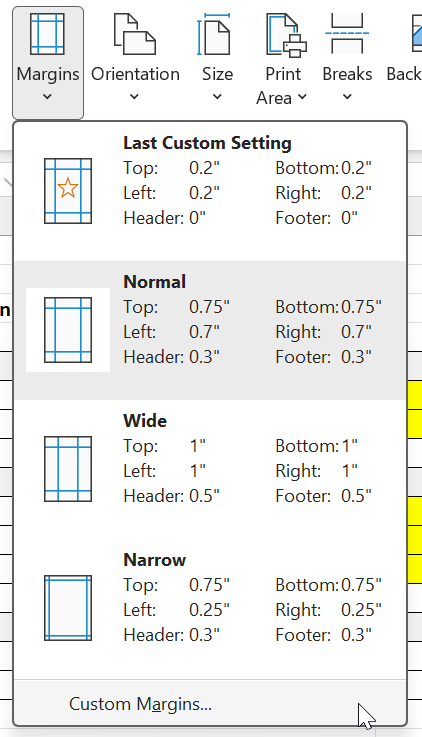 Margins Orientation Size Print Area Breaks Back
Last Custom Setting
Top: 0.2" Bottom: 0.2"
Left: 0.2" Right: 0.2"
Header: 0" Footer: 0"
Normal
Top: 0.75" Bottom: 0.75"
Left: 0.7" Right: 0.7"
Header: 0.3" Footer: 0.3"
n
Wide
Top: 1" Bottom: 1"
Left: 1" Right: 1"
Header: 0.5" Footer: 0.5"
Narrow
Top: 0.75" Bottom: 0.75"
Left: 0.25" Right: 0.25"
Header: 0.3" Footer: 0.3"
Custom Margins...